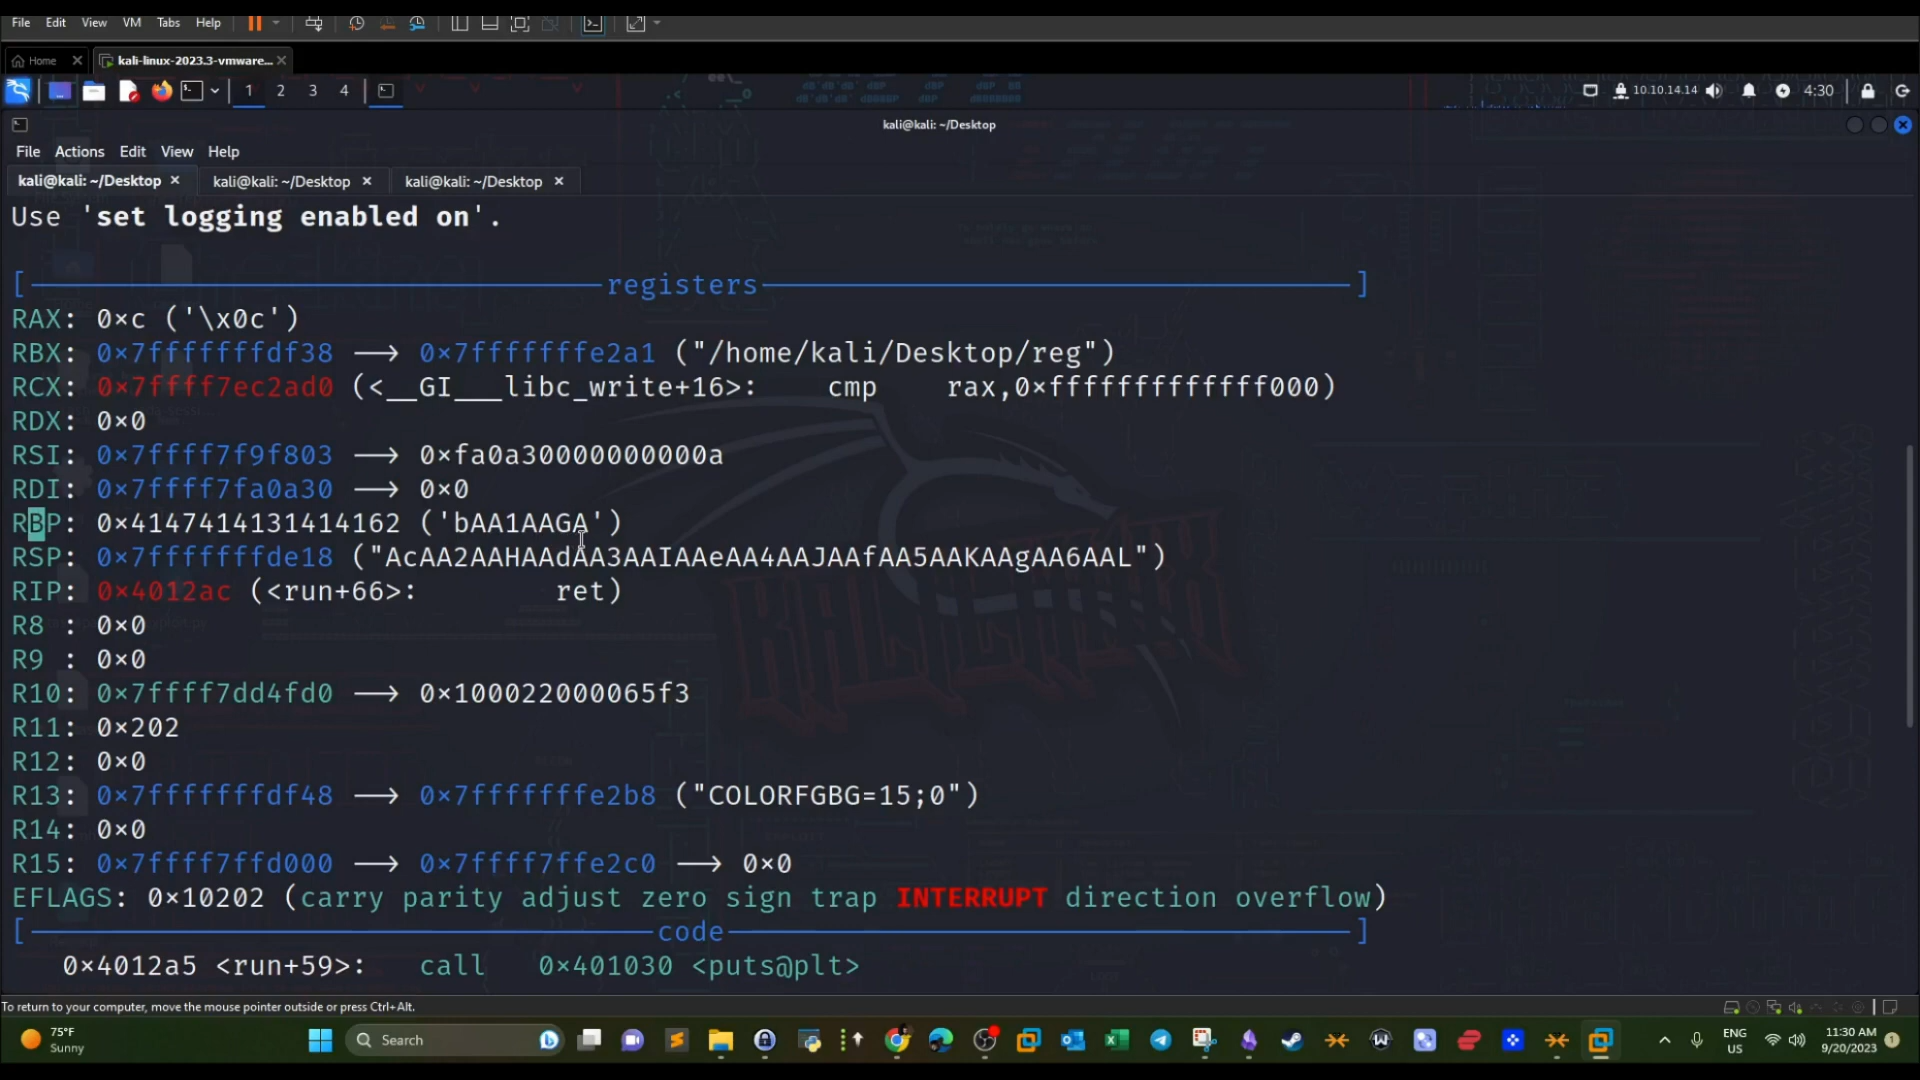 File Edit View VM Tabs Help
Home kali-linux-2023.3-vmware...
1 2 3 4 10.10.14.14 4:30
kali@kali: ~/Desktop
File Actions Edit View Help
kali@kali: ~/Desktop kali@kali: ~/Desktop kali@kali: ~/Desktop
Use 'set logging enabled on'.
[ registers ]
RAX: 0×c ('\x0c')
RBX: 0×7fffffffdf38 → 0×7fffffffe2a1 ("/home/kali/Desktop/reg")
RCX: 0×7ffff7ec2ad0 (<__GI___libc_write+16>: cmp rax,0×fffffffffffff000)
RDX: 0×0
RSI: 0×7ffff7f9f803 → 0×fa0a30000000000a
RDI: 0×7ffff7fa0a30 → 0×0
RBP: 0×4147414131414162 ('bAA1AAGA')
RSP: 0×7fffffffde18 ("AcAA2AAHAAdAA3AAIAAeAA4AAJAAfAA5AAKAAgAA6AAL")
RIP: 0×4012ac (<run+66>: ret)
R8 : 0×0
R9 : 0×0
R10: 0×7ffff7dd4fd0 → 0×100022000065f3
R11: 0×202
R12: 0×0
R13: 0×7fffffffdf48 → 0×7fffffffe2b8 ("COLORFGBG=15;0")
R14: 0×0
R15: 0×7ffff7ffd000 → 0×7ffff7ffe2c0 → 0×0
EFLAGS: 0×10202 (carry parity adjust zero sign trap INTERRUPT direction overflow)
[ code ]
0×4012a5 <run+59>: call 0×401030 <puts@plt>
To return to your computer, move the mouse pointer outside or press Ctrl+Alt.
75°F
Sunny
Search
ENG
US
11:30 AM
9/20/2023